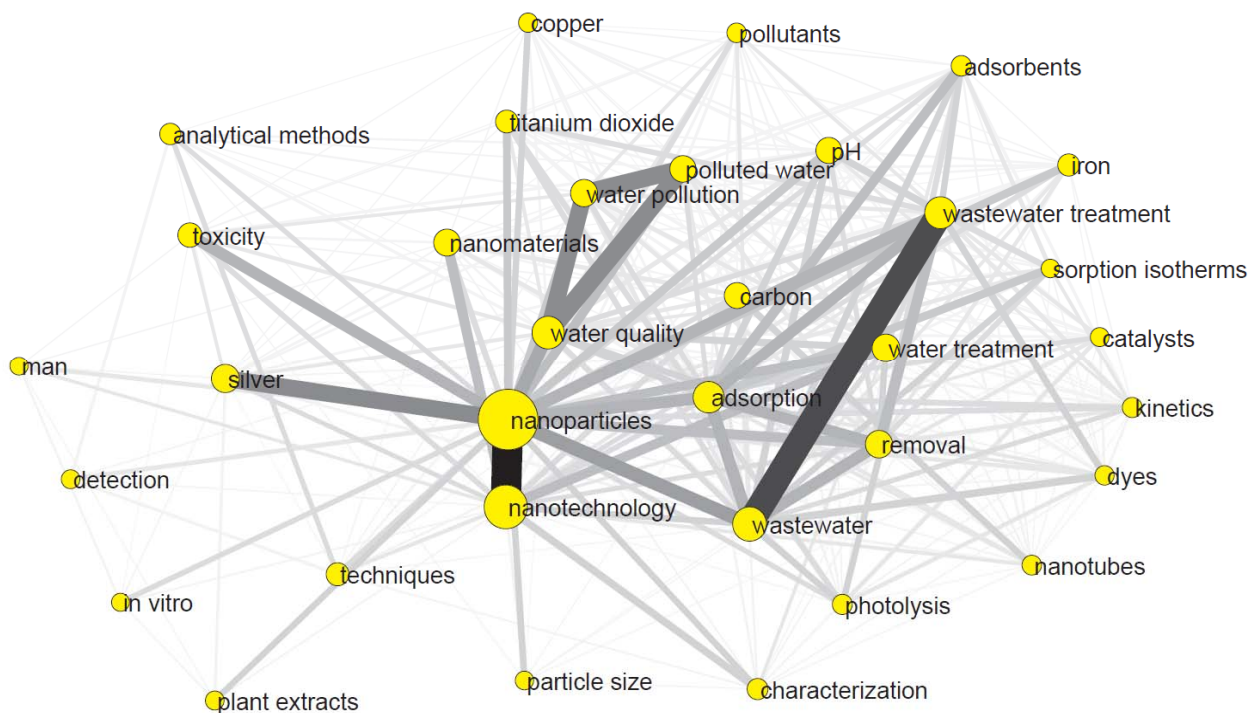 copper
pollutants
adsorbents
titanium dioxide
analytical methods
pH
polluted water
iron
water pollution
wastewater treatment
toxicity
nanomaterials
sorption isotherms
carbon
water quality
catalysts
water treatment
man
silver
adsorption
kinetics
nanoparticles
removal
detection
dyes
nanotechnology
wastewater
nanotubes
techniques
in vitro
photolysis
particle size
characterization
plant extracts